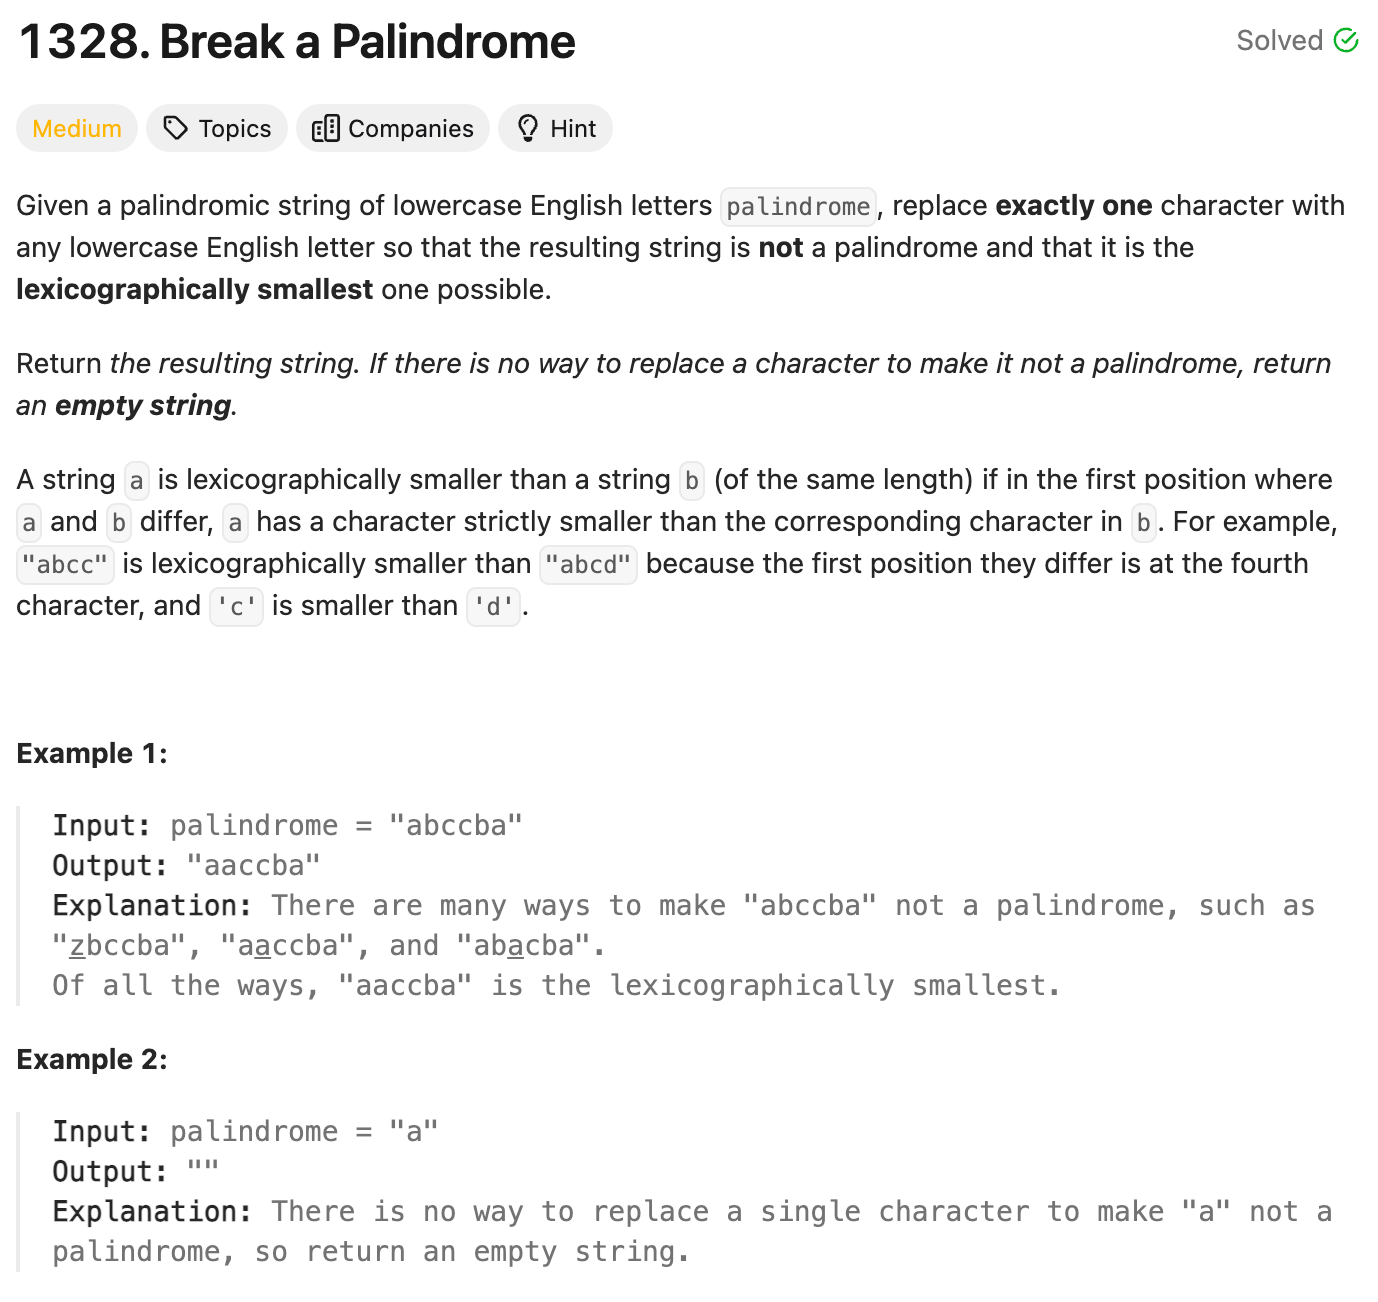 1328. Break a Palindrome
Solved
Medium Topics Companies Hint
Given a palindromic string of lowercase English letters palindrome, replace exactly one character with
any lowercase English letter so that the resulting string is not a palindrome and that it is the
lexicographically smallest one possible.
Return the resulting string. If there is no way to replace a character to make it not a palindrome, return
an empty string.
A string a is lexicographically smaller than a string b (of the same length) if in the first position where
a and b differ, a has a character strictly smaller than the corresponding character in b. For example,
"abcc" is lexicographically smaller than "abcd" because the first position they differ is at the fourth
character, and 'c' is smaller than 'd'.
Example 1:
Input: palindrome = "abccba"
Output: "aaccba"
Explanation: There are many ways to make "abccba" not a palindrome, such as
"zbccba", "aaccba", and "abacba".
Of all the ways, "aaccba" is the lexicographically smallest.
Example 2:
Input: palindrome = "a"
Output: ""
Explanation: There is no way to replace a single character to make "a" not a
palindrome, so return an empty string.